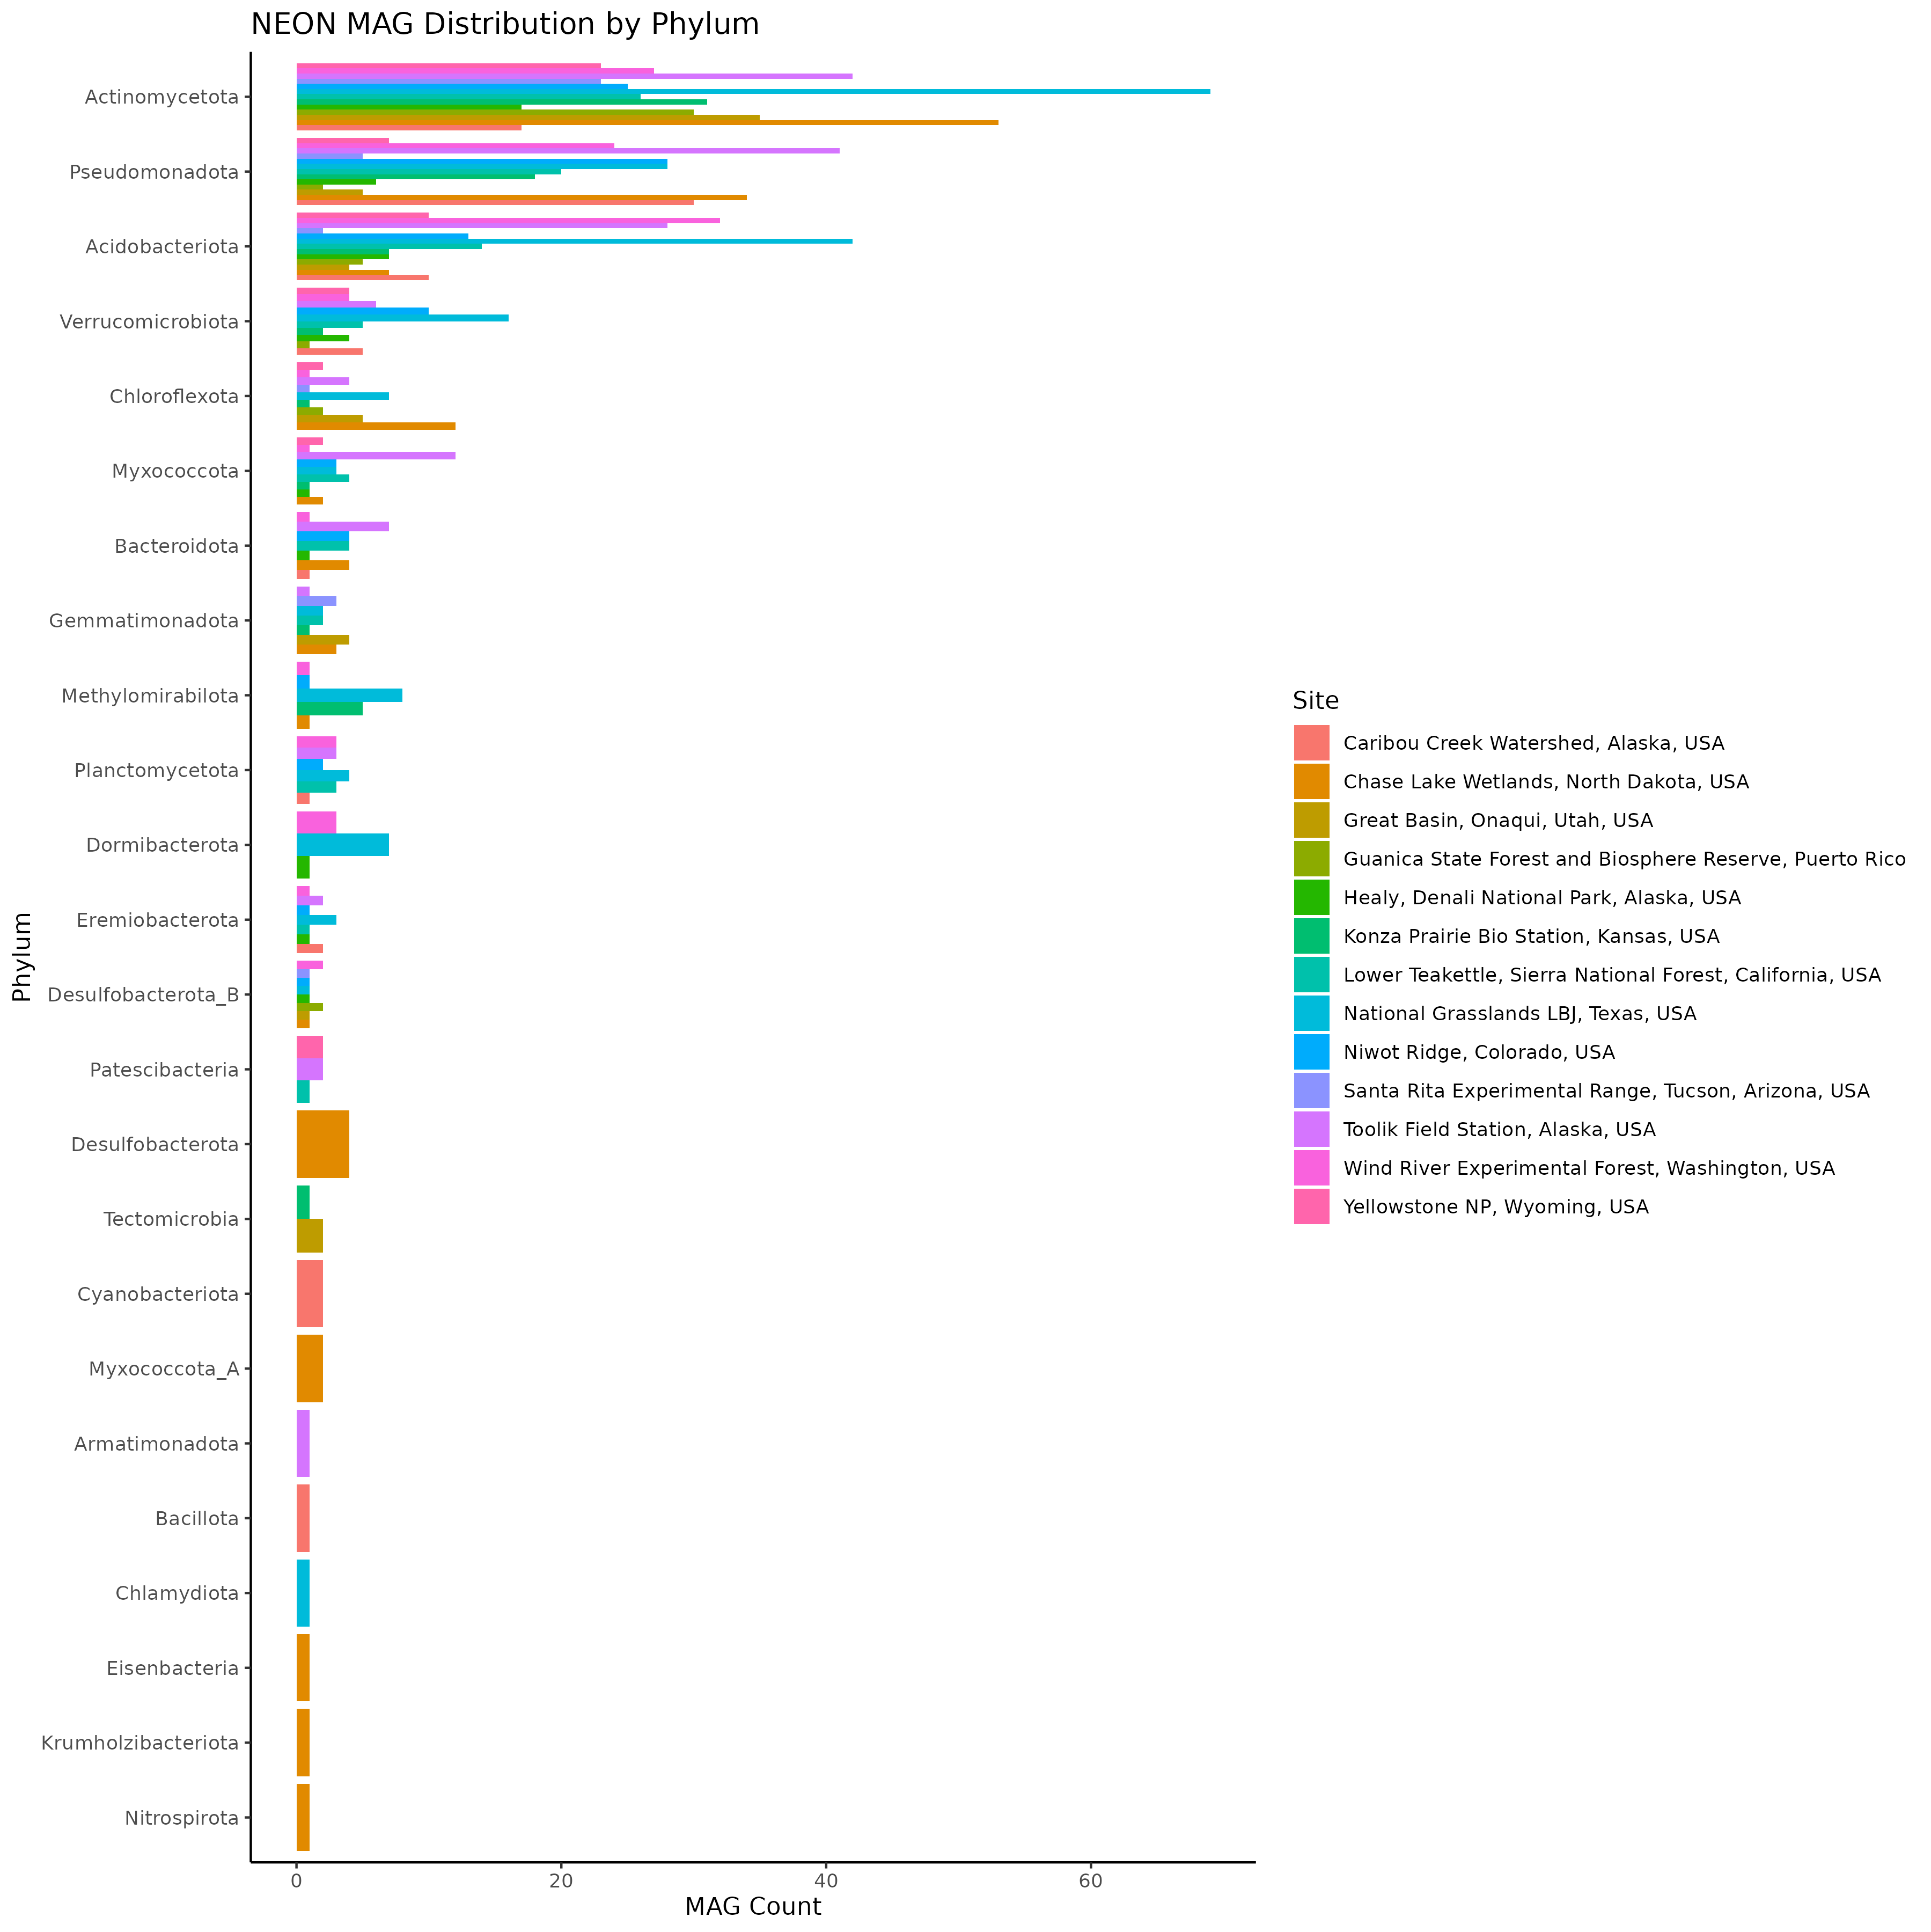 NEON MAG Distribution by Phylum
Phylum
Actinomycetota
Pseudomonadota
Acidobacteriota
Verrucomicrobiota
Chloroflexota
Myxococcota
Bacteroidota
Gemmatimonadota
Methylomirabilota
Planctomycetota
Dormibacterota
Eremiobacterota
Desulfobacterota_B
Patescibacteria
Desulfobacterota
Tectomicrobia
Cyanobacteriota
Myxococcota_A
Armatimonadota
Bacillota
Chlamydiota
Eisenbacteria
Krumholzibacteriota
Nitrospirota
0 20 40 60
MAG Count
Site
Caribou Creek Watershed, Alaska, USA
Chase Lake Wetlands, North Dakota, USA
Great Basin, Onaqui, Utah, USA
Guanica State Forest and Biosphere Reserve, Puerto Rico
Healy, Denali National Park, Alaska, USA
Konza Prairie Bio Station, Kansas, USA
Lower Teakettle, Sierra National Forest, California, USA
National Grasslands LBJ, Texas, USA
Niwot Ridge, Colorado, USA
Santa Rita Experimental Range, Tucson, Arizona, USA
Toolik Field Station, Alaska, USA
Wind River Experimental Forest, Washington, USA
Yellowstone NP, Wyoming, USA